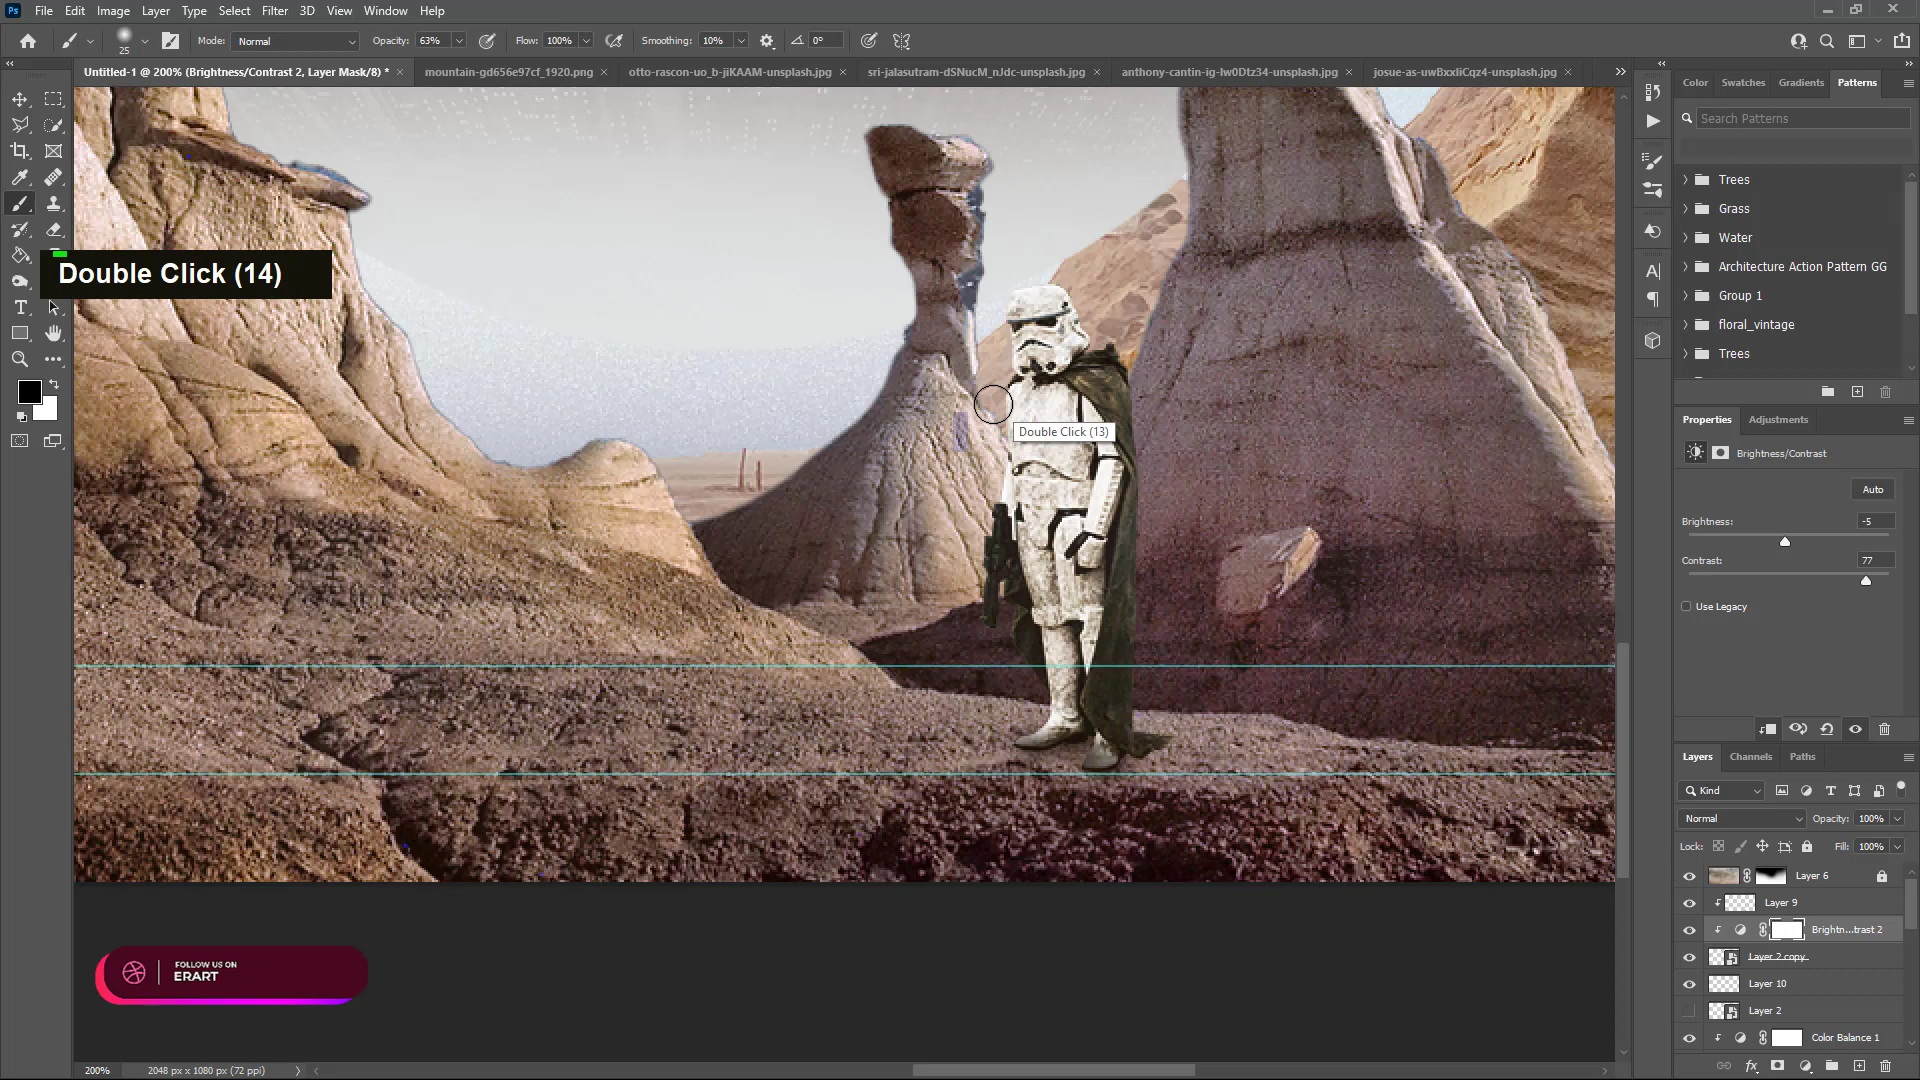 Ps File Edit Image Layer Type Select Filter 3D View Window Help
25 Mode: Normal Opacity: 63% Flow: 100% Smoothing: 10% 0°
Untitled-1 @ 200% (Brightness/Contrast 2, Layer Mask/8) * × mountain-gd656e97cf_1920.png × otto-rascon-uo_b-jiKAAM-unsplash.jpg × sri-jalasutram-dSNucM_nJdc-unsplash.jpg × anthony-cantin-ig-lw0Dtz34-unsplash.jpg × josue-as-uwBxxliCqz4-unsplash.jpg ×
Color Swatches Gradients Patterns
Search Patterns
Trees
Grass
Water
Architecture Action Pattern GG
Group 1
floral_vintage
Trees
Double Click (14)
Double Click (13)
Properties Adjustments
Brightness/Contrast
Auto
Brightness: -5
Contrast: 77
Use Legacy
Layers Channels Paths
Kind
Normal Opacity: 100%
Lock: Fill: 100%
Layer 6
Layer 9
Brightn...trast 2
Layer 2 copy
Layer 10
Layer 2
Color Balance 1
FOLLOW US ON
ERART
200% 2048 px x 1080 px (72 ppi)